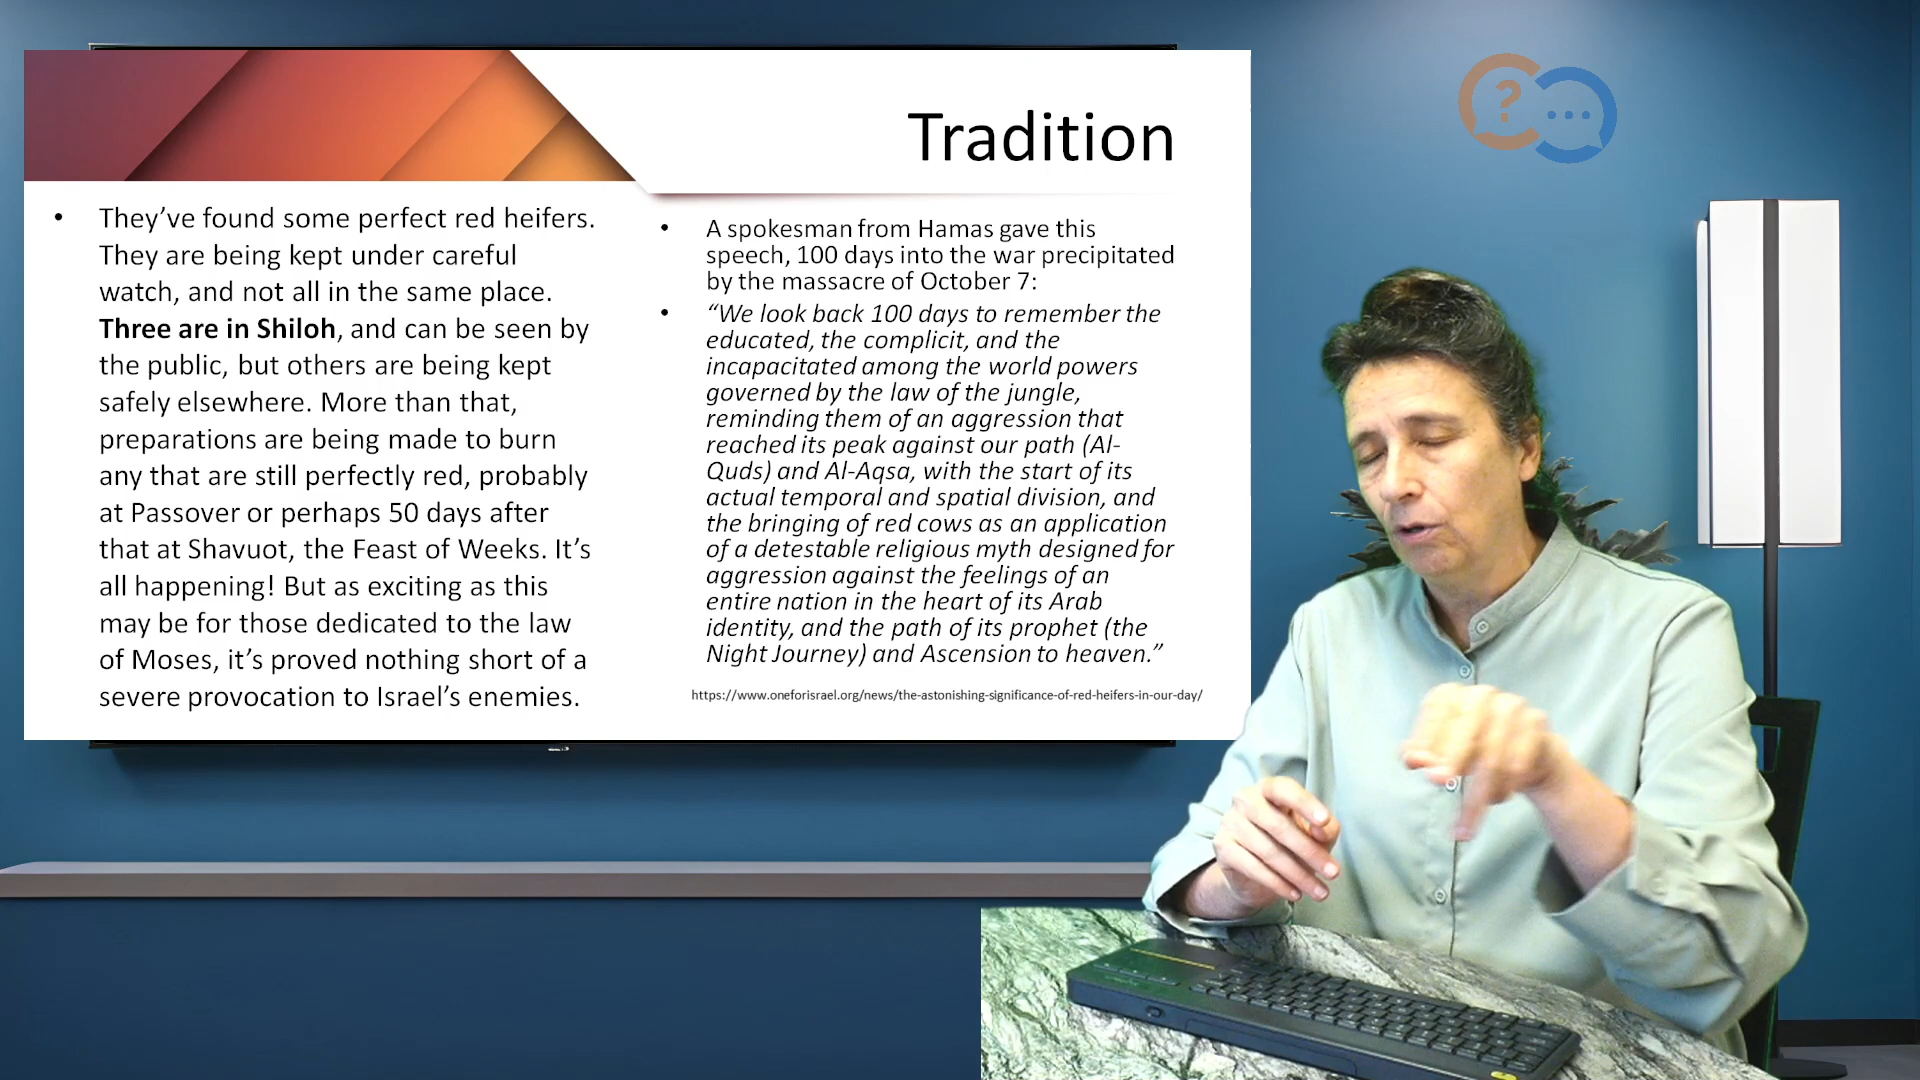 Tradition
• They’ve found some perfect red heifers.
They are being kept under careful
watch, and not all in the same place.
Three are in Shiloh, and can be seen by
the public, but others are being kept
safely elsewhere. More than that,
preparations are being made to burn
any that are still perfectly red, probably
at Passover or perhaps 50 days after
that at Shavuot, the Feast of Weeks. It’s
all happening! But as exciting as this
may be for those dedicated to the law
of Moses, it’s proved nothing short of a
severe provocation to Israel’s enemies.
• A spokesman from Hamas gave this
speech, 100 days into the war precipitated
by the massacre of October 7:
• “We look back 100 days to remember the
educated, the complicit, and the
incapacitated among the world powers
governed by the law of the jungle,
reminding them of an aggression that
reached its peak against our path (Al-
Quds) and Al-Aqsa, with the start of its
actual temporal and spatial division, and
the bringing of red cows as an application
of a detestable religious myth designed for
aggression against the feelings of an
entire nation in the heart of its Arab
identity, and the path of its prophet (the
Night Journey) and Ascension to heaven.”
https://www.oneforisrael.org/news/the-astonishing-significance-of-red-heifers-in-our-day/
?